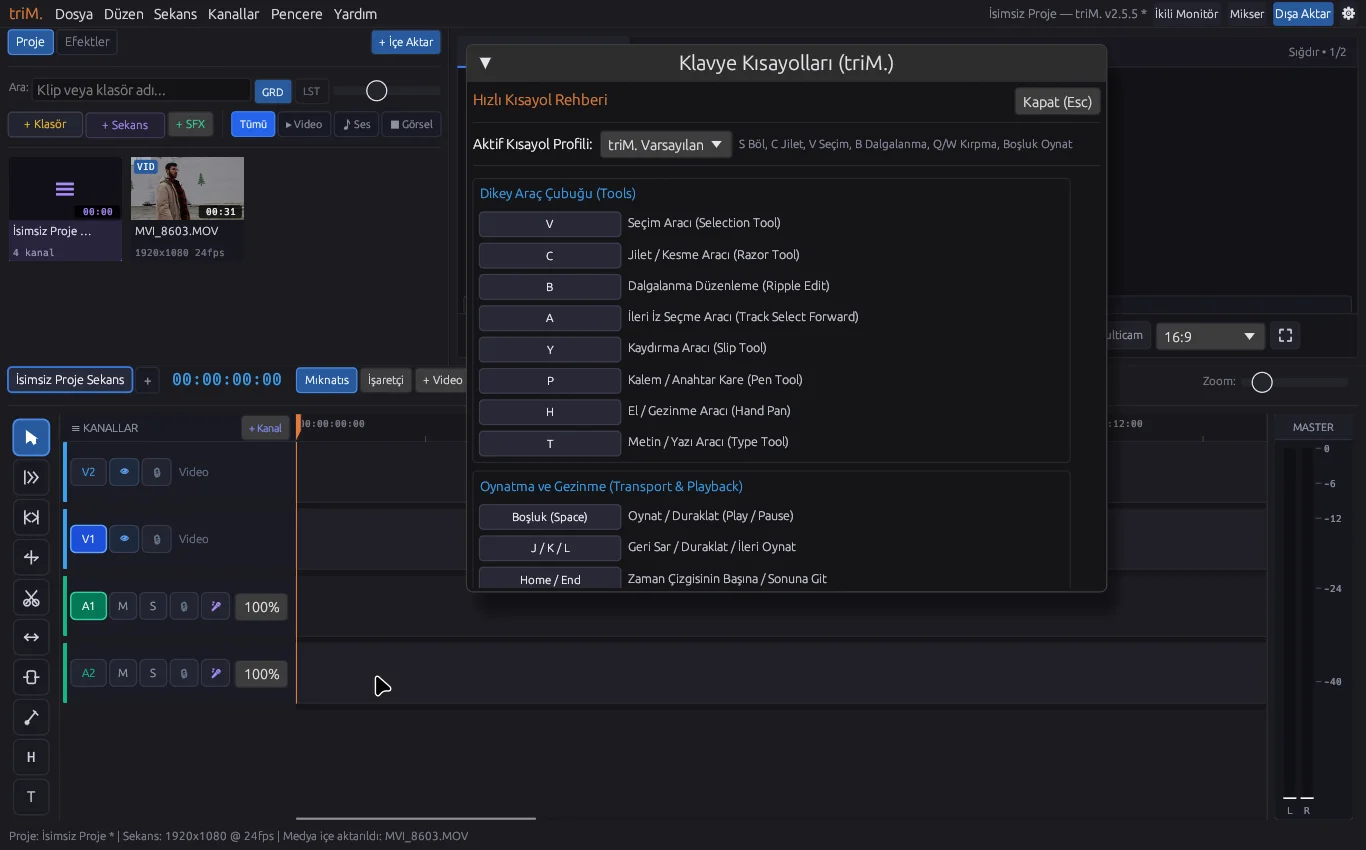 triM. Dosya Düzen Sekans Kanallar Pencere Yardım
İsimsiz Proje — triM. v2.5.5 * İkili Monitör Mikser Dışa Aktar
Proje Efektler + İçe Aktar
Sığdır • 1/2
Ara: Klip veya klasör adı... GRD LST
+ Klasör + Sekans + SFX Tümü Video Ses Görsel
VID
00:00 00:31
İsimsiz Proje ... MVI_8603.MOV
4 kanal 1920x1080 24fps
Klavye Kısayolları (triM.)
Hızlı Kısayol Rehberi Kapat (Esc)
Aktif Kısayol Profili: triM. Varsayılan S Böl, C Jilet, V Seçim, B Dalgalanma, Q/W Kırpma, Boşluk Oynat
Dikey Araç Çubuğu (Tools)
V Seçim Aracı (Selection Tool)
C Jilet / Kesme Aracı (Razor Tool)
B Dalgalanma Düzenleme (Ripple Edit)
A İleri İz Seçme Aracı (Track Select Forward)
Y Kaydırma Aracı (Slip Tool)
P Kalem / Anahtar Kare (Pen Tool)
H El / Gezinme Aracı (Hand Pan)
T Metin / Yazı Aracı (Type Tool)
Oynatma ve Gezinme (Transport & Playback)
Boşluk (Space) Oynat / Duraklat (Play / Pause)
J / K / L Geri Sar / Duraklat / İleri Oynat
Home / End Zaman Çizgisinin Başına / Sonuna Git
ulticam 16:9
İsimsiz Proje Sekans + 00:00:00:00 Mıknatıs İşaretçi + Video
Zoom:
≡ KANALLAR + Kanal 00:00:00:00 :12:00 MASTER
V2 Video
V1 Video
A1 M S 100%
A2 M S 100%
H
T
-0
-6
-12
-24
-40
L R
Proje: İsimsiz Proje * | Sekans: 1920x1080 @ 24fps | Medya içe aktarıldı: MVI_8603.MOV